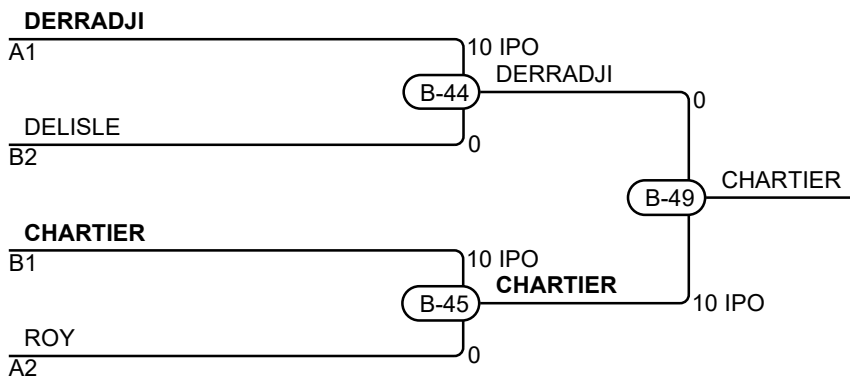 DERRADJI
A1
10 IPO
DERRADJI
B-44
0
DELISLE
B2
0
CHARTIER
B-49
CHARTIER
B1
10 IPO
CHARTIER
B-45
10 IPO
ROY
A2
0